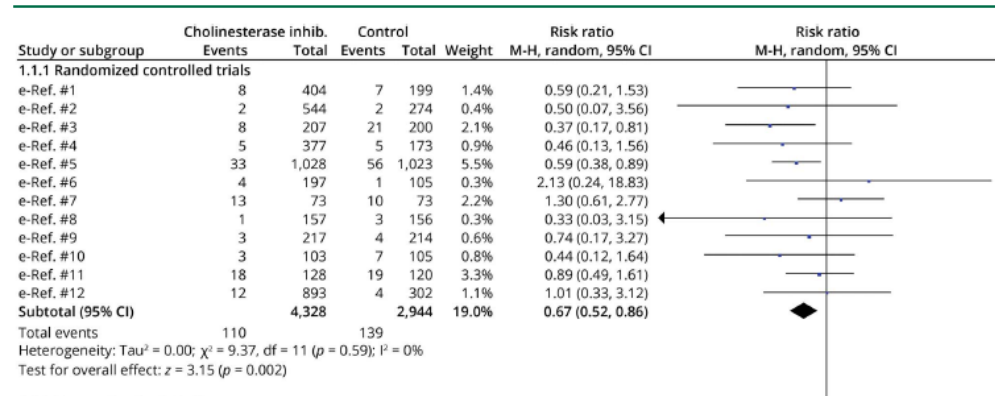 Cholinesterase inhib. Control Risk ratio Risk ratio
Study or subgroup Events Total Events Total Weight M-H, random, 95% CI M-H, random, 95% CI
1.1.1 Randomized controlled trials
e-Ref. #1 8 404 7 199 1.4% 0.59 (0.21, 1.53)
e-Ref. #2 2 544 2 274 0.4% 0.50 (0.07, 3.56)
e-Ref. #3 8 207 21 200 2.1% 0.37 (0.17, 0.81)
e-Ref. #4 5 377 5 173 0.9% 0.46 (0.13, 1.56)
e-Ref. #5 33 1,028 56 1,023 5.5% 0.59 (0.38, 0.89)
e-Ref. #6 4 197 1 105 0.3% 2.13 (0.24, 18.83)
e-Ref. #7 13 73 10 73 2.2% 1.30 (0.61, 2.77)
e-Ref. #8 1 157 3 156 0.3% 0.33 (0.03, 3.15)
e-Ref. #9 3 217 4 214 0.6% 0.74 (0.17, 3.27)
e-Ref. #10 3 103 7 105 0.8% 0.44 (0.12, 1.64)
e-Ref. #11 18 128 19 120 3.3% 0.89 (0.49, 1.61)
e-Ref. #12 12 893 4 302 1.1% 1.01 (0.33, 3.12)
Subtotal (95% CI) 4,328 2,944 19.0% 0.67 (0.52, 0.86)
Total events 110 139
Heterogeneity: Tau² = 0.00; χ² = 9.37, df = 11 (p = 0.59); I² = 0%
Test for overall effect: z = 3.15 (p = 0.002)